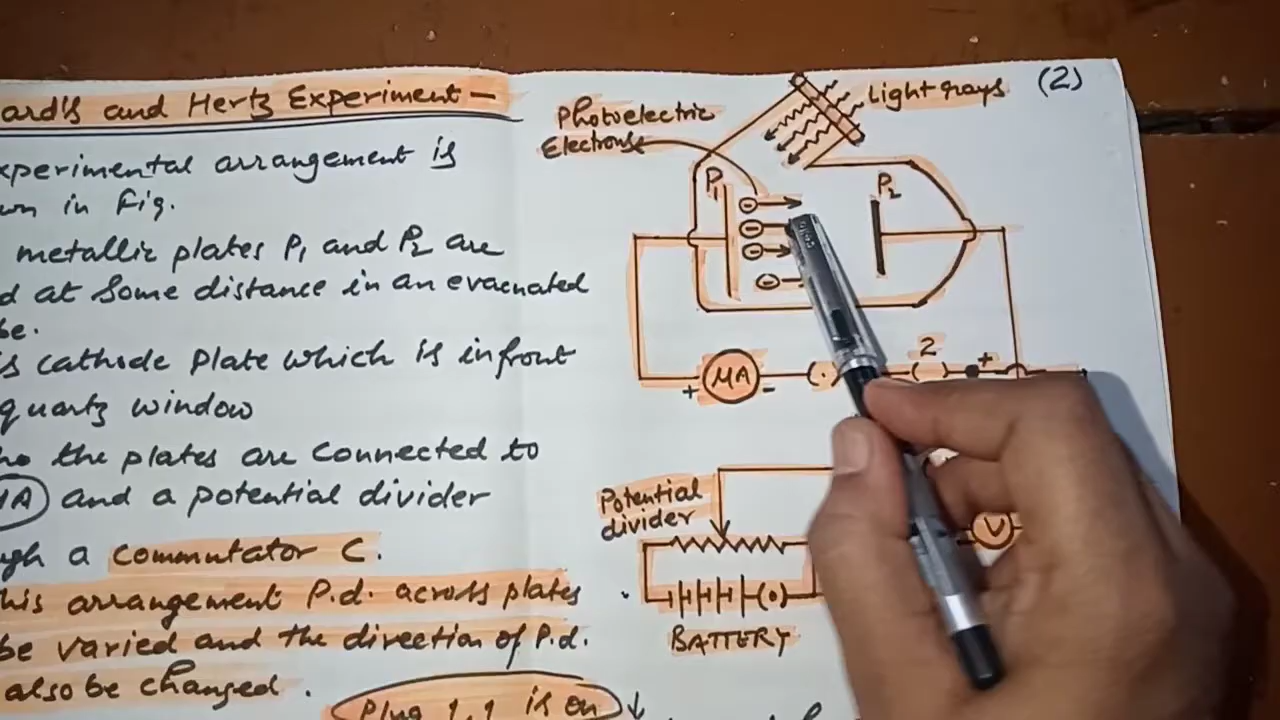 ard's and Hertz Experiment -
xperimental arrangement is
wn in Fig.
metallic plates P1 and P2 are
d at some distance in an evacuated
be.
is cathode plate which is infront
quartz window
the plates are connected to
and a potential divider
ugh a commutator C.
his arrangement P.d. across plates
be varied and the direction of P.d.
also be changed.
Plug 1,1 is on
(2)
Light rays
Photoelectric
Electrons
P1
P2
+ μA -
2
+
Potential
divider
V
BATTERY